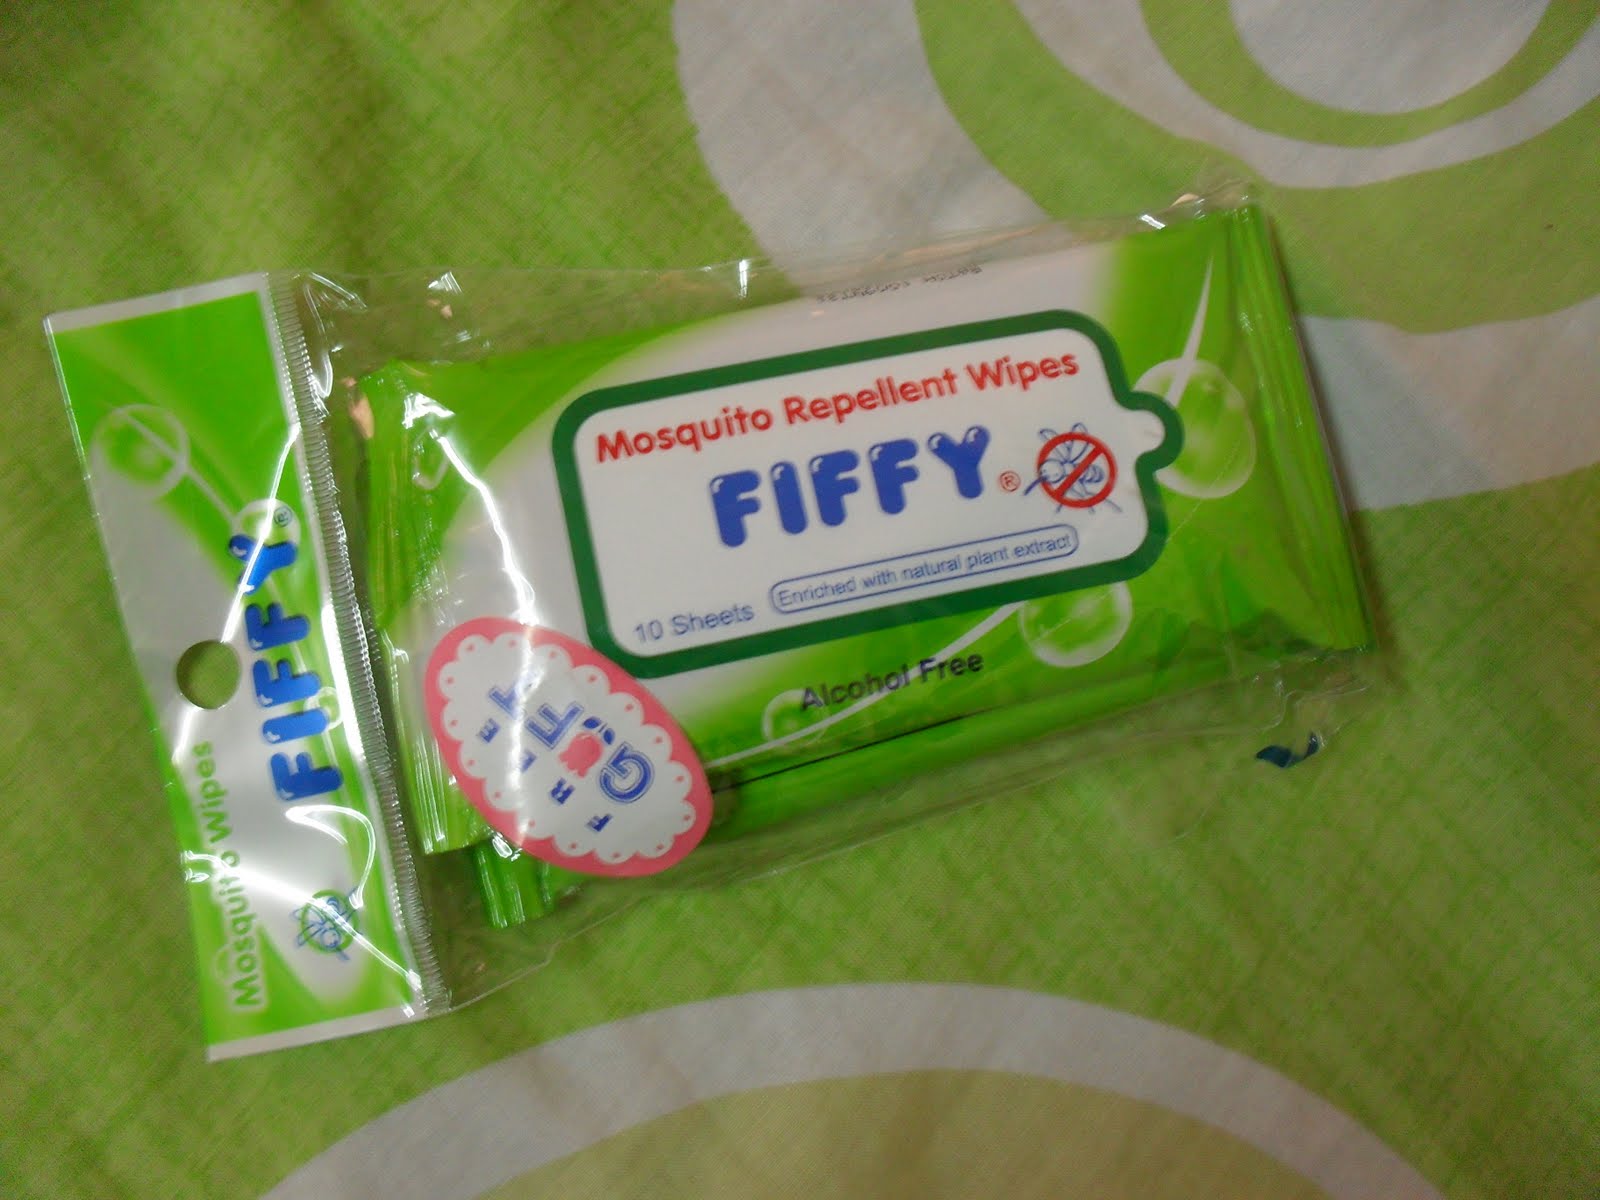 Mosquito Repellent Wipes
FIFFY®
10 Sheets
Enriched with natural plant extract
Alcohol Free
FREE
GIFT
FIFFY®
Mosquito Wipes